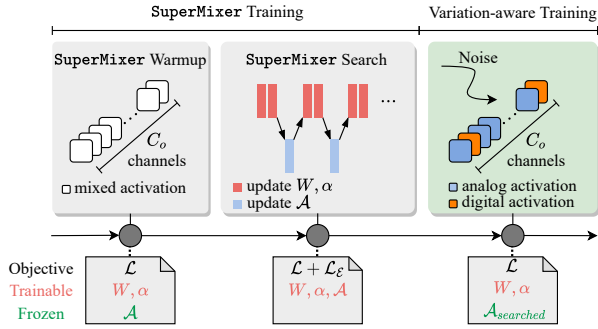 SuperMixer Training
Variation-aware Training
SuperMixer Warmup
C_o
channels
mixed activation
SuperMixer Search
...
update W, α
update 𝒜
Noise
C_o
channels
analog activation
digital activation
Objective
Trainable
Frozen
ℒ
W, α
𝒜
ℒ + ℒ_ℰ
W, α, 𝒜
ℒ
W, α
𝒜_searched